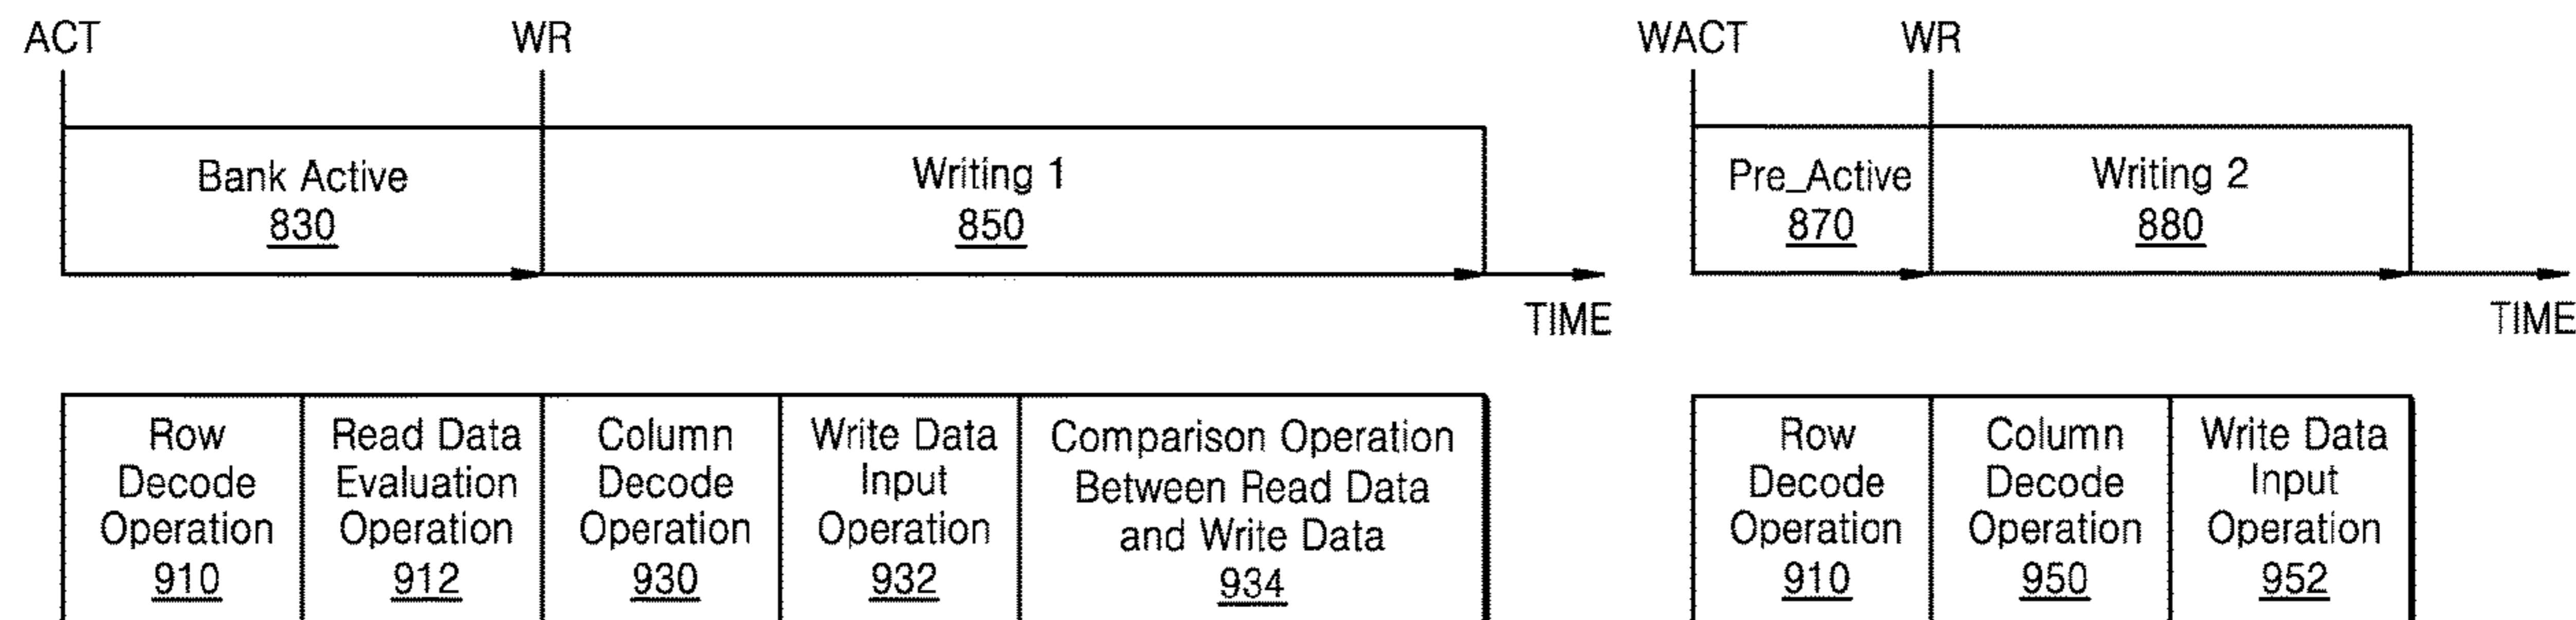 ACT
WR
WACT
WR
Bank Active
830
Writing 1
850
Pre_Active
870
Writing 2
880
TIME
TIME
Row
Decode
Operation
910
Read Data
Evaluation
Operation
912
Column
Decode
Operation
930
Write Data
Input
Operation
932
Comparison Operation
Between Read Data
and Write Data
934
Row
Decode
Operation
910
Column
Decode
Operation
950
Write Data
Input
Operation
952